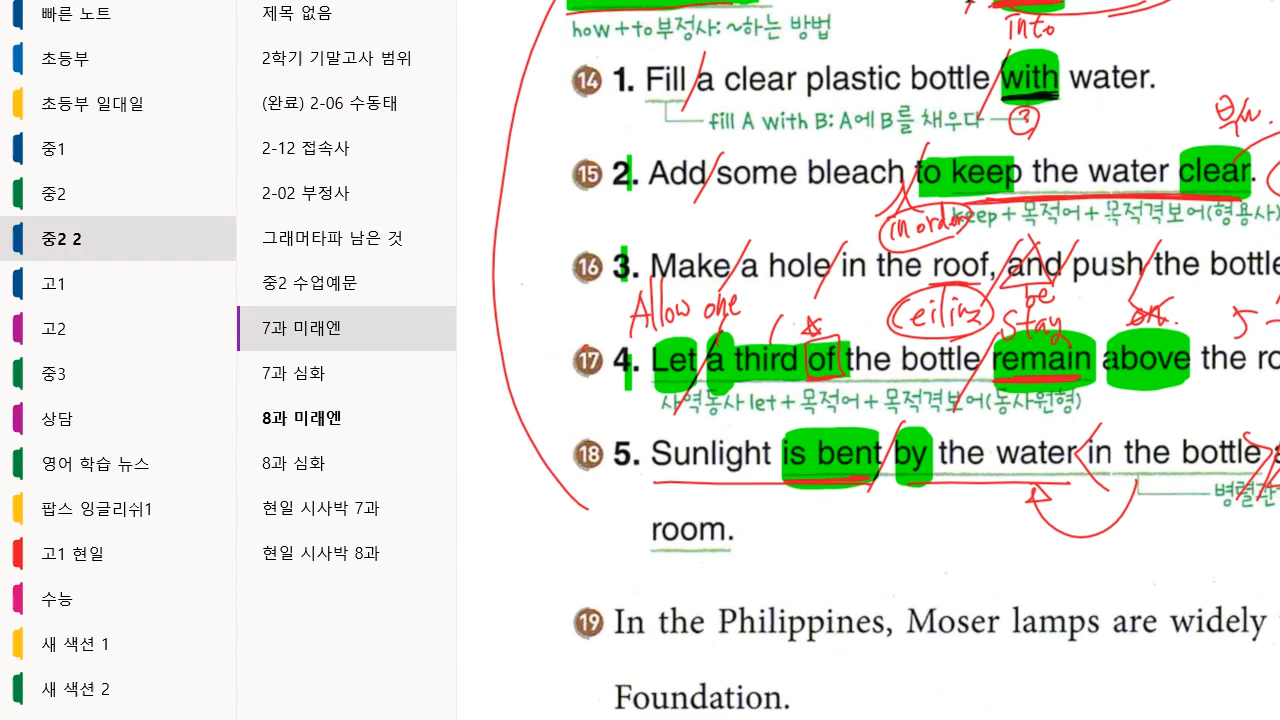 빠른 노트
초등부
초등부 일대일
중1
중2
중2 2
고1
고2
중3
상담
영어 학습 뉴스
팝스 잉글리쉬1
고1 현일
수능
새 섹션 1
새 섹션 2
제목 없음
2학기 기말고사 범위
(완료) 2-06 수동태
2-12 접속사
2-02 부정사
그래머타파 남은 것
중2 수업예문
7과 미래엔
7과 심화
8과 미래엔
8과 심화
현일 시사박 7과
현일 시사박 8과
how+to부정사: ~하는 방법
into
⑭ 1. Fill a clear plastic bottle with water.
fill A with B: A에 B를 채우다
③
부사.
⑮ 2. Add some bleach to keep the water clear.
in order
keep + 목적어 + 목적격 보어(형용사)
⑯ 3. Make a hole in the roof, and push the bottle
Allow one
ceiling
be
stay
on.
⑰ 4. Let a third of the bottle remain above the ro
사역동사 let + 목적어 + 목적격보어(동사원형)
⑱ 5. Sunlight is bent by the water in the bottle
병렬관
room.
⑲ In the Philippines, Moser lamps are widely
Foundation.